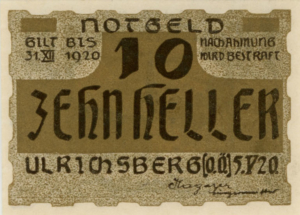 NOTGELD
GILT BIS 31.XII 1920
10
NACHAHMUNG WIRD BESTRAFT
ZEHN HELLER
ULRICHSBERG (O.Ö.) 5.V.20